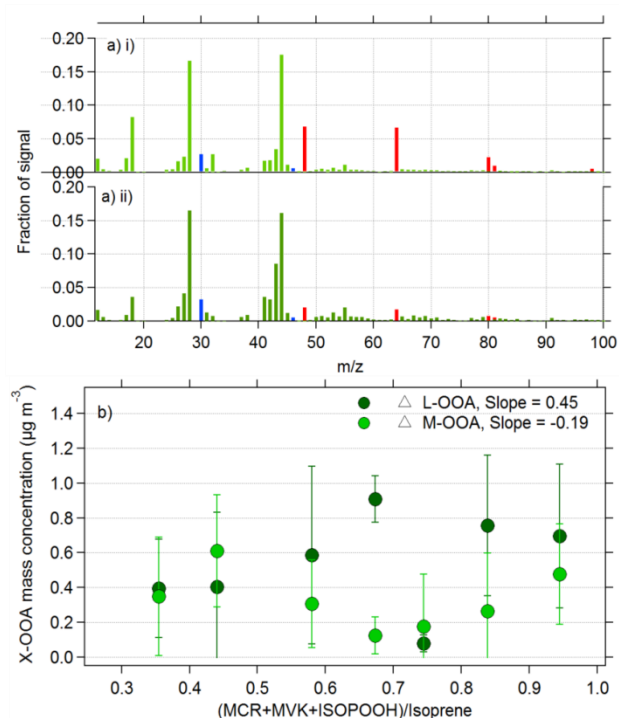 0.20
a) i)
0.15
0.10
0.05
0.00
0.20
a) ii)
0.15
0.10
0.05
0.00
Fraction of signal
20 30 40 50 60 70 80 90 100
m/z
b)
△ L-OOA, Slope = 0.45
△ M-OOA, Slope = -0.19
1.4
1.2
1.0
0.8
0.6
0.4
0.2
0.0
X-OOA mass concentration (µg m⁻³)
0.3 0.4 0.5 0.6 0.7 0.8 0.9 1.0
(MCR+MVK+ISOPOOH)/Isoprene